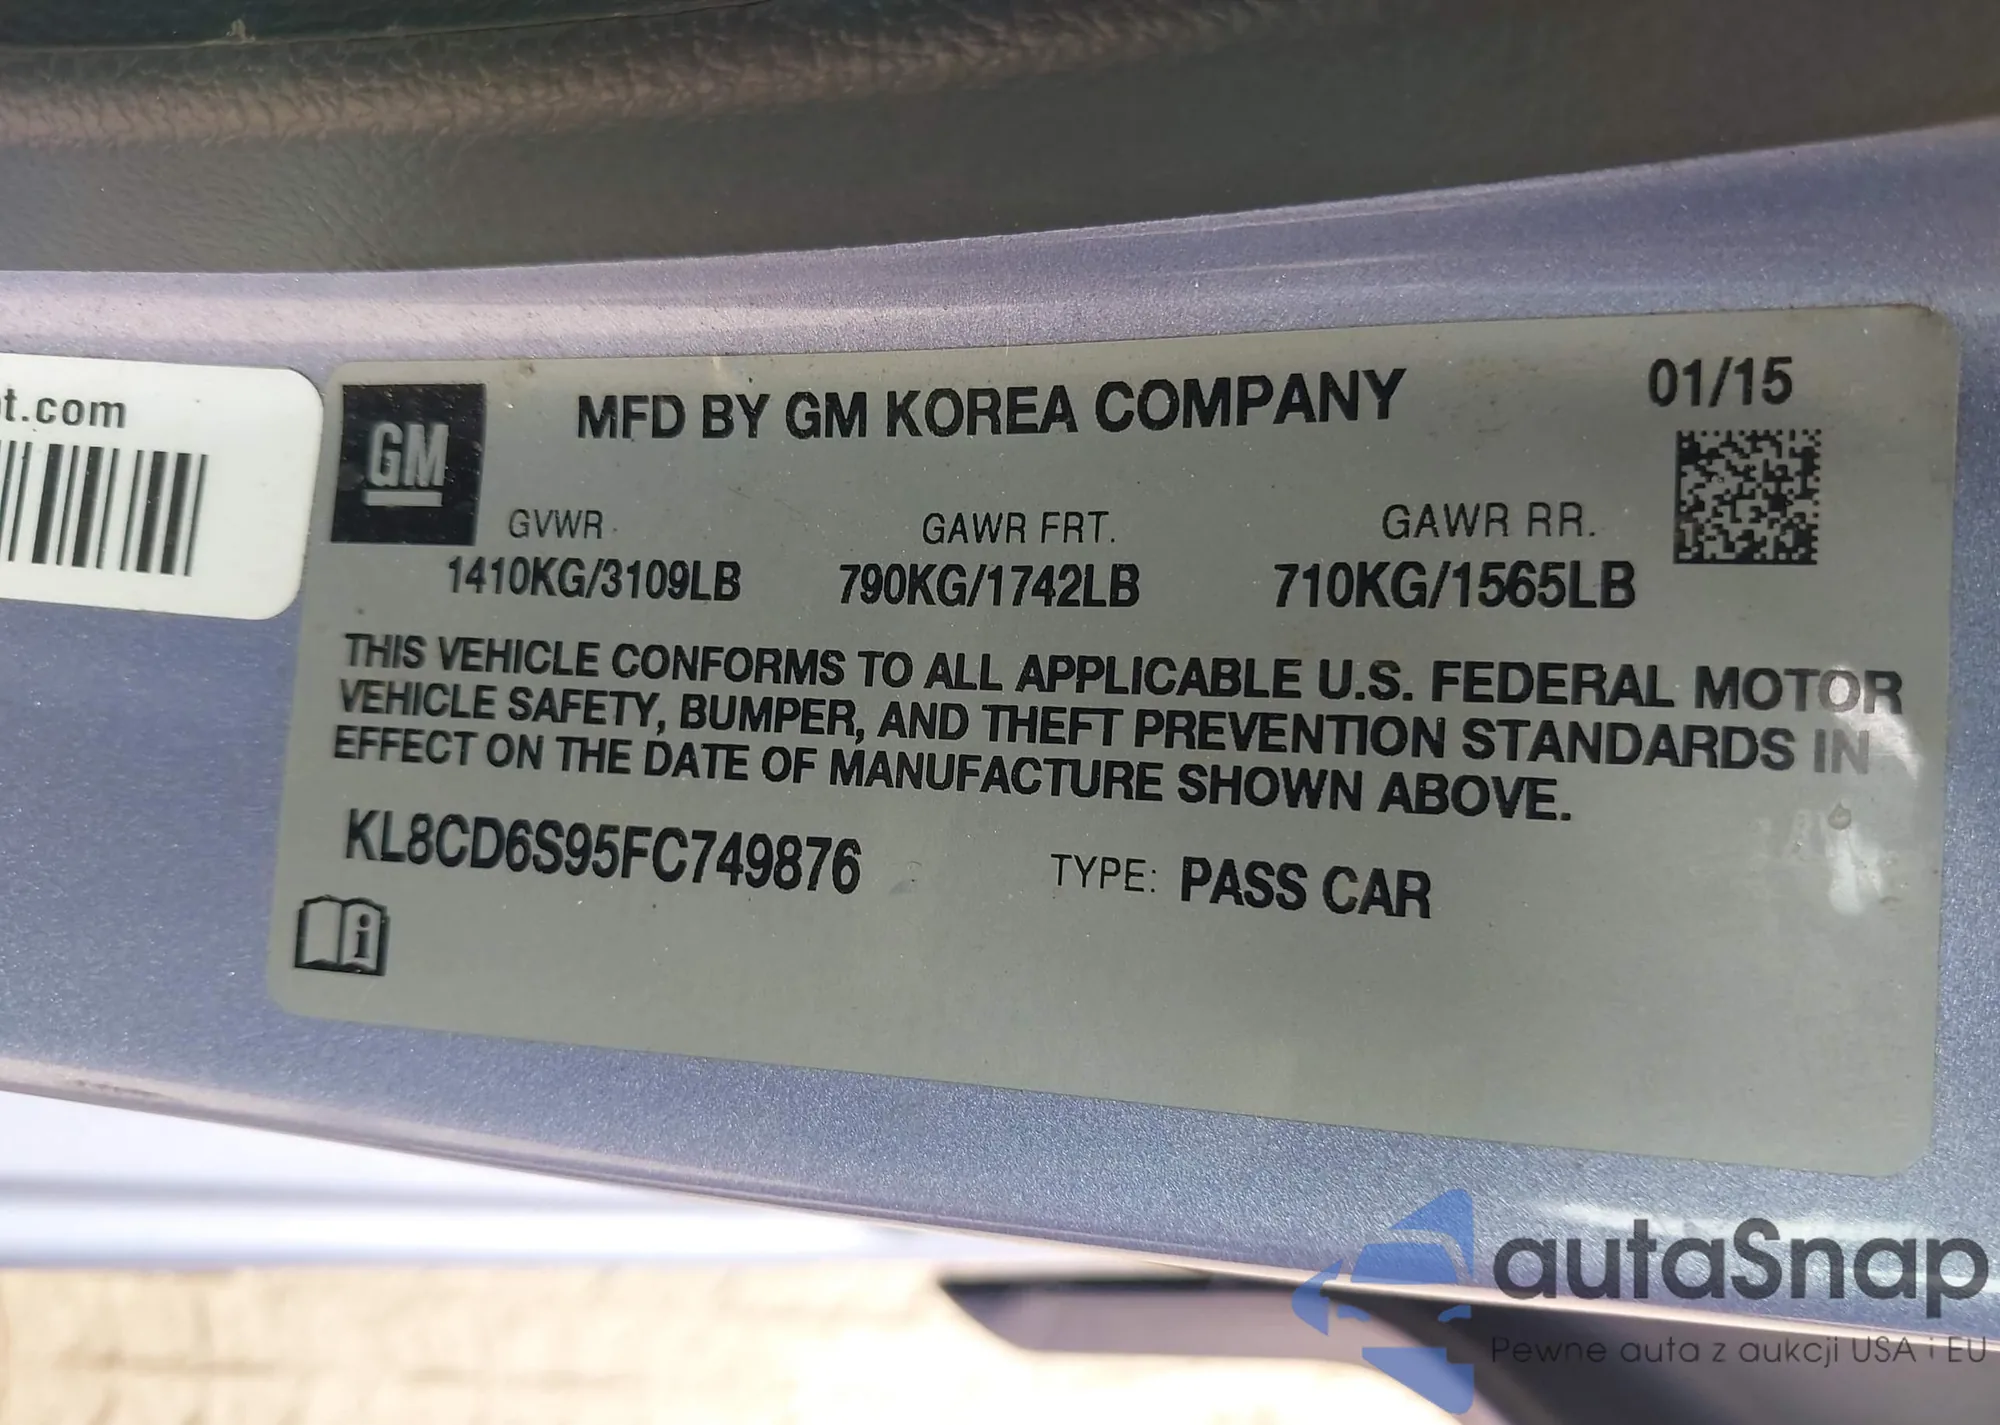 t.com
GM
MFD BY GM KOREA COMPANY
01/15
GVWR
GAWR FRT.
GAWR RR.
1410KG/3109LB
790KG/1742LB
710KG/1565LB
THIS VEHICLE CONFORMS TO ALL APPLICABLE U.S. FEDERAL MOTOR
VEHICLE SAFETY, BUMPER, AND THEFT PREVENTION STANDARDS IN
EFFECT ON THE DATE OF MANUFACTURE SHOWN ABOVE.
KL8CD6S95FC749876
TYPE: PASS CAR
i
autaSnap
Pewne auta z aukcji USA i EU